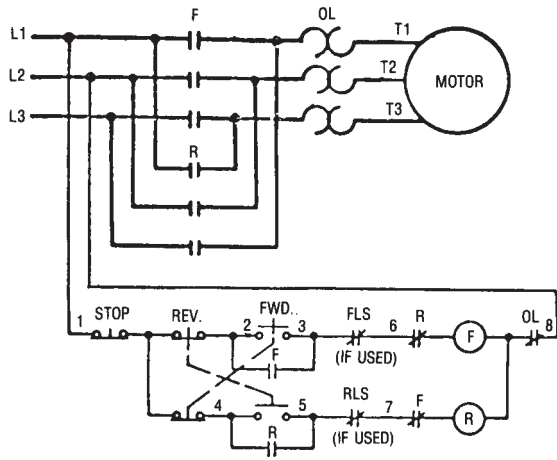 L1 F OL T1
L2 T2 MOTOR
L3 T3
R
1 STOP REV. 2 FWD.. 3 FLS 6 R F OL 8
F (IF USED)
4 5 RLS 7 F R
R (IF USED)